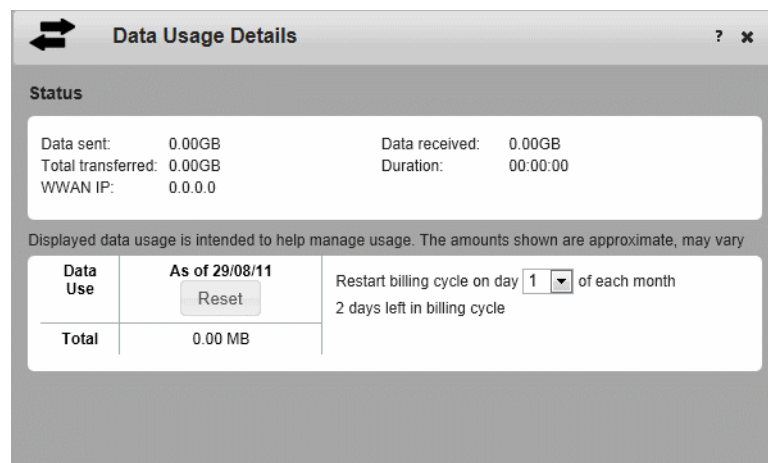 Data Usage Details ? ×
Status
Data sent: 0.00GB Data received: 0.00GB
Total transferred: 0.00GB Duration: 00:00:00
WWAN IP: 0.0.0.0
Displayed data usage is intended to help manage usage. The amounts shown are approximate, may vary
Data Use As of 29/08/11 Restart billing cycle on day 1 of each month
Reset 2 days left in billing cycle
Total 0.00 MB